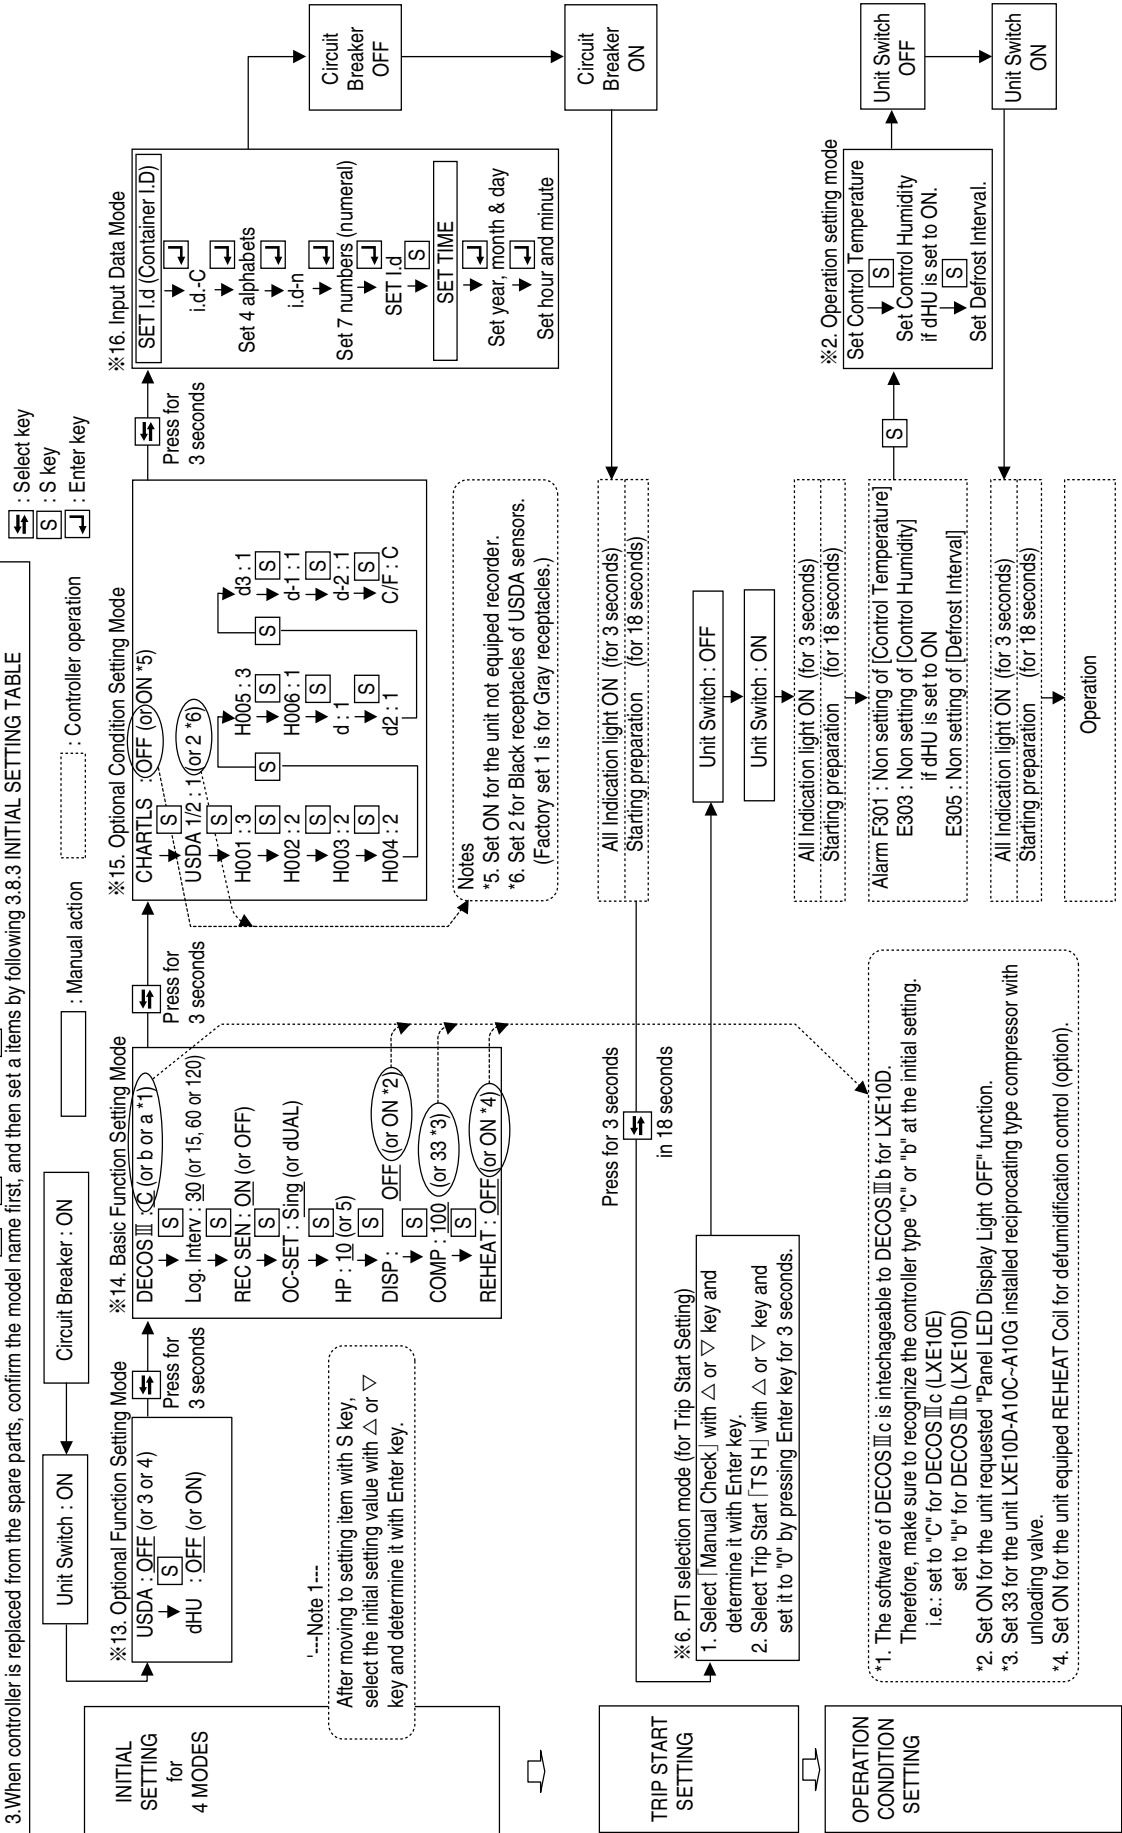 3.When controller is replaced from the spare parts, confirm the model name first, and then set a items by following 3.8.3 INITIAL SETTING TABLE
: Select key
S : S key
: Enter key
: Manual action
: Controller operation
INITIAL
SETTING
for
4 MODES
Unit Switch : ON
Circuit Breaker : ON
※13. Optional Function Setting Mode
USDA : OFF (or 3 or 4)
S
dHU : OFF (or ON)
Press for
3 seconds
'---Note 1---
After moving to setting item with S key,
select the initial setting value with △ or ▽
key and determine it with Enter key.
※14. Basic Function Setting Mode
DECOSⅢ : C (or b or a *1)
S
Log. Interv : 30 (or 15, 60 or 120)
S
REC SEN : ON (or OFF)
S
OC-SET : Sing (or dUAL)
S
HP : 10 (or 5)
S
DISP : OFF (or ON *2)
S
COMP : 100 (or 33 *3)
S
REHEAT : OFF (or ON *4)
Press for
3 seconds
※15. Optional Condition Setting Mode
CHARTLS : OFF (or ON *5)
S
USDA 1/2 : 1 (or 2 *6)
S
H001 : 3
S
H002 : 2
S
H003 : 2
S
H004 : 2
S
H005 : 3
S
H006 : 1
S
d : 1
S
d2 : 1
S
d3 : 1
S
d-1 : 1
S
d-2 : 1
S
C/F : C
Notes
*5. Set ON for the unit not equiped recorder.
*6. Set 2 for Black receptacles of USDA sensors.
(Factory set 1 is for Gray receptacles.)
Press for
3 seconds
※16. Input Data Mode
SET I.d (Container I.D)
i.d.-C
Set 4 alphabets
i.d-n
Set 7 numbers (numeral)
SET I.d
S
SET TIME
Set year, month & day
Set hour and minute
Circuit
Breaker
OFF
Circuit
Breaker
ON
TRIP START
SETTING
All Indication light ON (for 3 seconds)
Starting preparation (for 18 seconds)
Press for 3 seconds
in 18 seconds
※6. PTI selection mode (for Trip Start Setting)
1. Select「Manual Check」with △ or ▽ key and
determine it with Enter key.
2. Select Trip Start「TS H」with △ or ▽ key and
set it to "0" by pressing Enter key for 3 seconds.
Unit Switch : OFF
Unit Switch : ON
OPERATION
CONDITION
SETTING
All Indication light ON (for 3 seconds)
Starting preparation (for 18 seconds)
Alarm F301 : Non setting of [Control Temperature]
E303 : Non setting of [Control Humidity]
if dHU is set to ON
E305 : Non setting of [Defrost Interval]
S
※2. Operation setting mode
Set Control Temperature
S
Set Control Humidity
if dHU is set to ON.
S
Set Defrost Interval.
Unit Switch
OFF
Unit Switch
ON
All Indication light ON (for 3 seconds)
Starting preparation (for 18 seconds)
Operation
*1. The software of DECOSⅢc is intechageable to DECOSⅢb for LXE10D.
Therefore, make sure to recognize the controller type "C" or "b" at the initial setting.
i.e.: set to "C" for DECOSⅢc (LXE10E)
set to "b" for DECOSⅢb (LXE10D)
*2. Set ON for the unit requested "Panel LED Display Light OFF" function.
*3. Set 33 for the unit LXE10D-A10C~A10G installed reciprocating type compressor with
unloading valve.
*4. Set ON for the unit equiped REHEAT Coil for defumidification control (option).